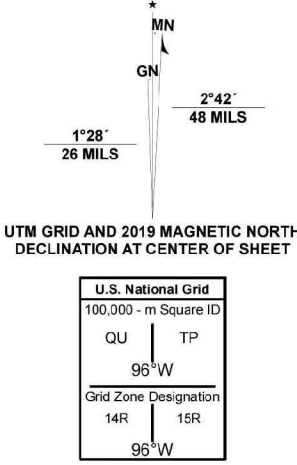 MN
GN
2°42´
48 MILS
1°28´
26 MILS
UTM GRID AND 2019 MAGNETIC NORTH
DECLINATION AT CENTER OF SHEET
U.S. National Grid
100,000 - m Square ID
QU TP
96°W
Grid Zone Designation
14R 15R
96°W